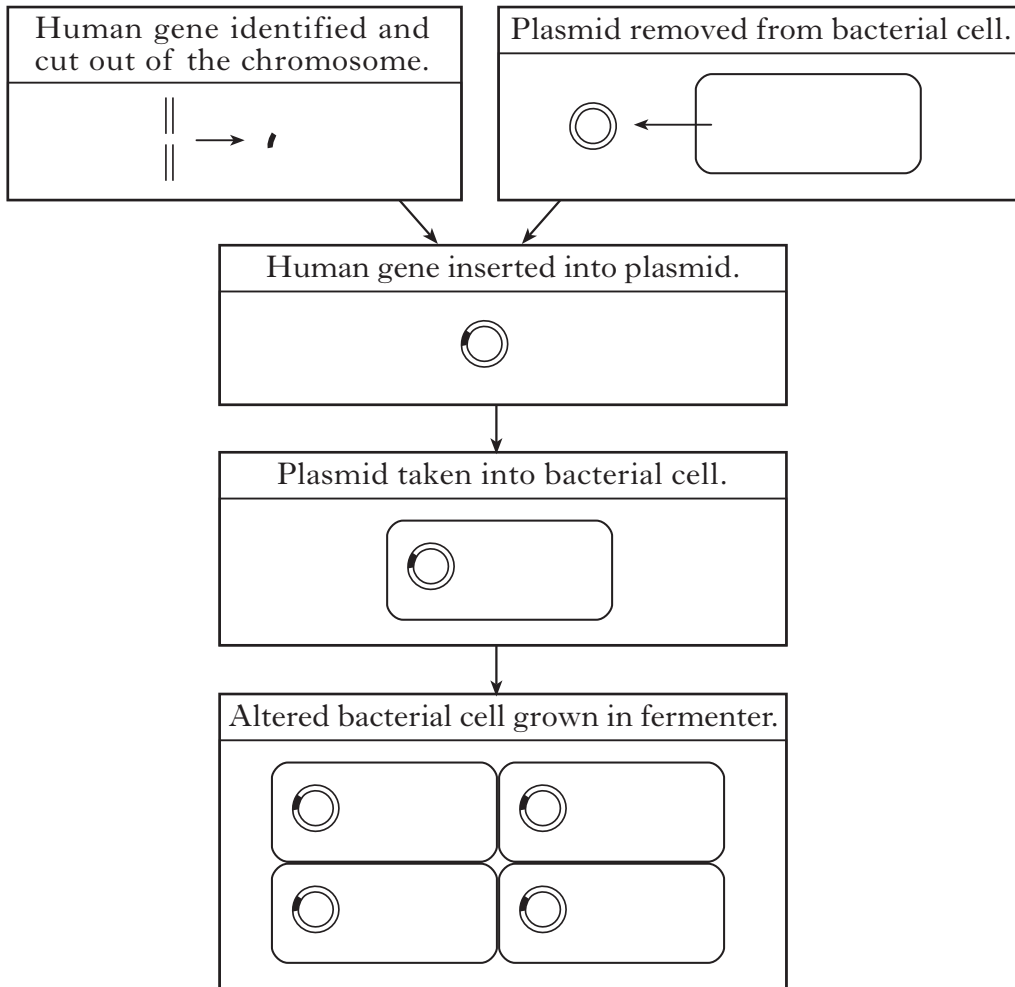 Human gene identified and
cut out of the chromosome.
Plasmid removed from bacterial cell.
Human gene inserted into plasmid.
Plasmid taken into bacterial cell.
Altered bacterial cell grown in fermenter.